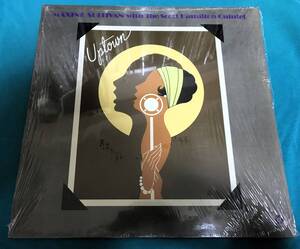 MAXINE SULLIVAN with The Scott Hamilton Quintet
Uptown